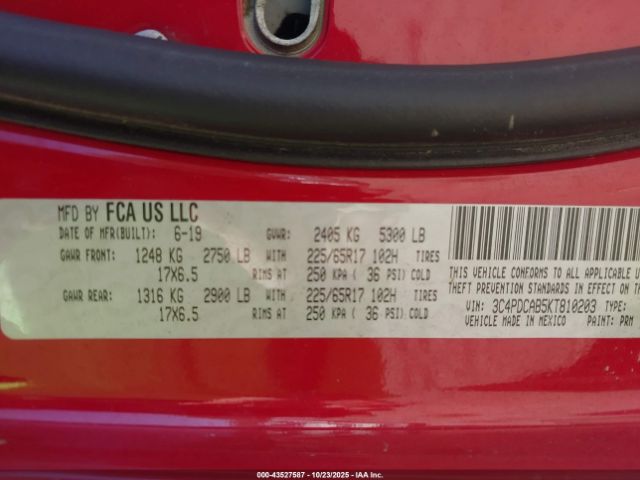 MFD BY FCA US LLC
DATE OF MFR(BUILT): 6-19 GVWR: 2405 KG 5300 LB
GAWR FRONT: 1248 KG 2750 LB WITH 225/65R17 102H TIRES
17X6.5 RIMS AT 250 KPA ( 36 PSI) COLD
GAWR REAR: 1316 KG 2900 LB WITH 225/65R17 102H TIRES
17X6.5 RIMS AT 250 KPA ( 36 PSI) COLD
THIS VEHICLE CONFORMS TO ALL APPLICABLE
THEFT PREVENTION STANDARDS IN EFFECT ON
VIN: 3C4PDCAB5KT810203 TYPE:
VEHICLE MADE IN MEXICO PAINT: PRM
000-43527587 - 10/23/2025 - IAA Inc.